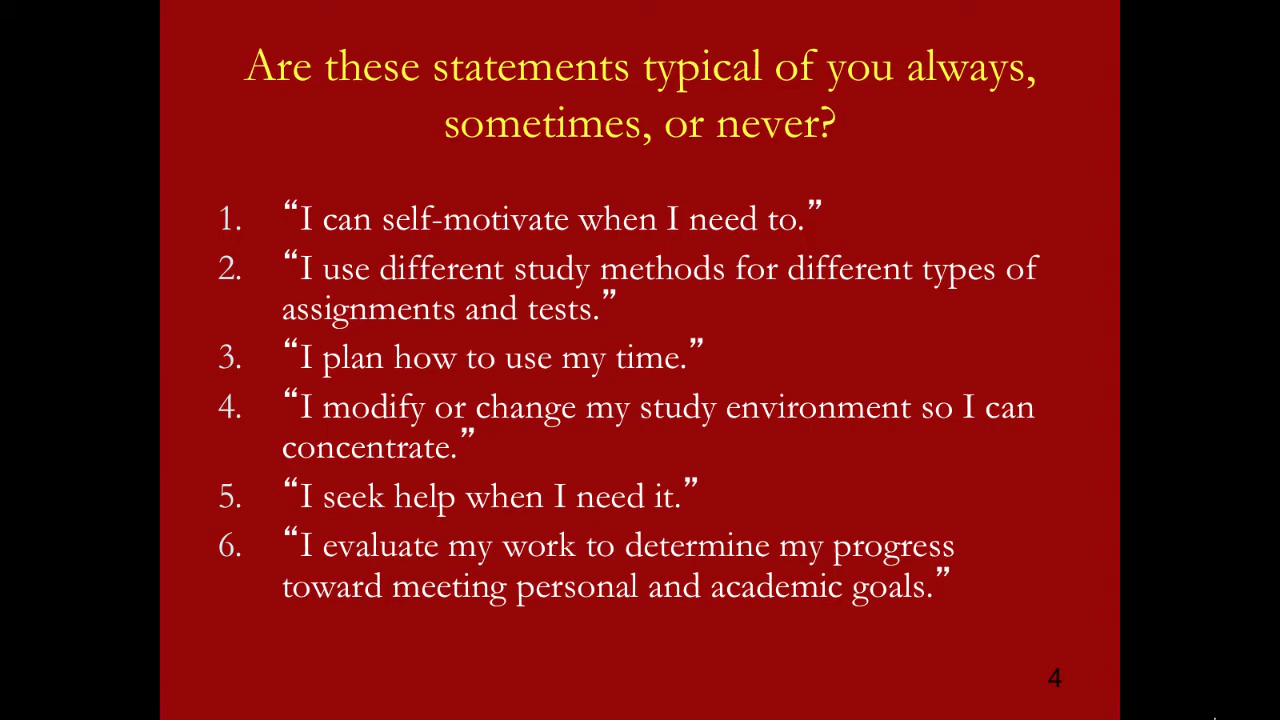 Are these statements typical of you always,
sometimes, or never?
1. “I can self-motivate when I need to.”
2. “I use different study methods for different types of
assignments and tests.”
3. “I plan how to use my time.”
4. “I modify or change my study environment so I can
concentrate.”
5. “I seek help when I need it.”
6. “I evaluate my work to determine my progress
toward meeting personal and academic goals.”
4